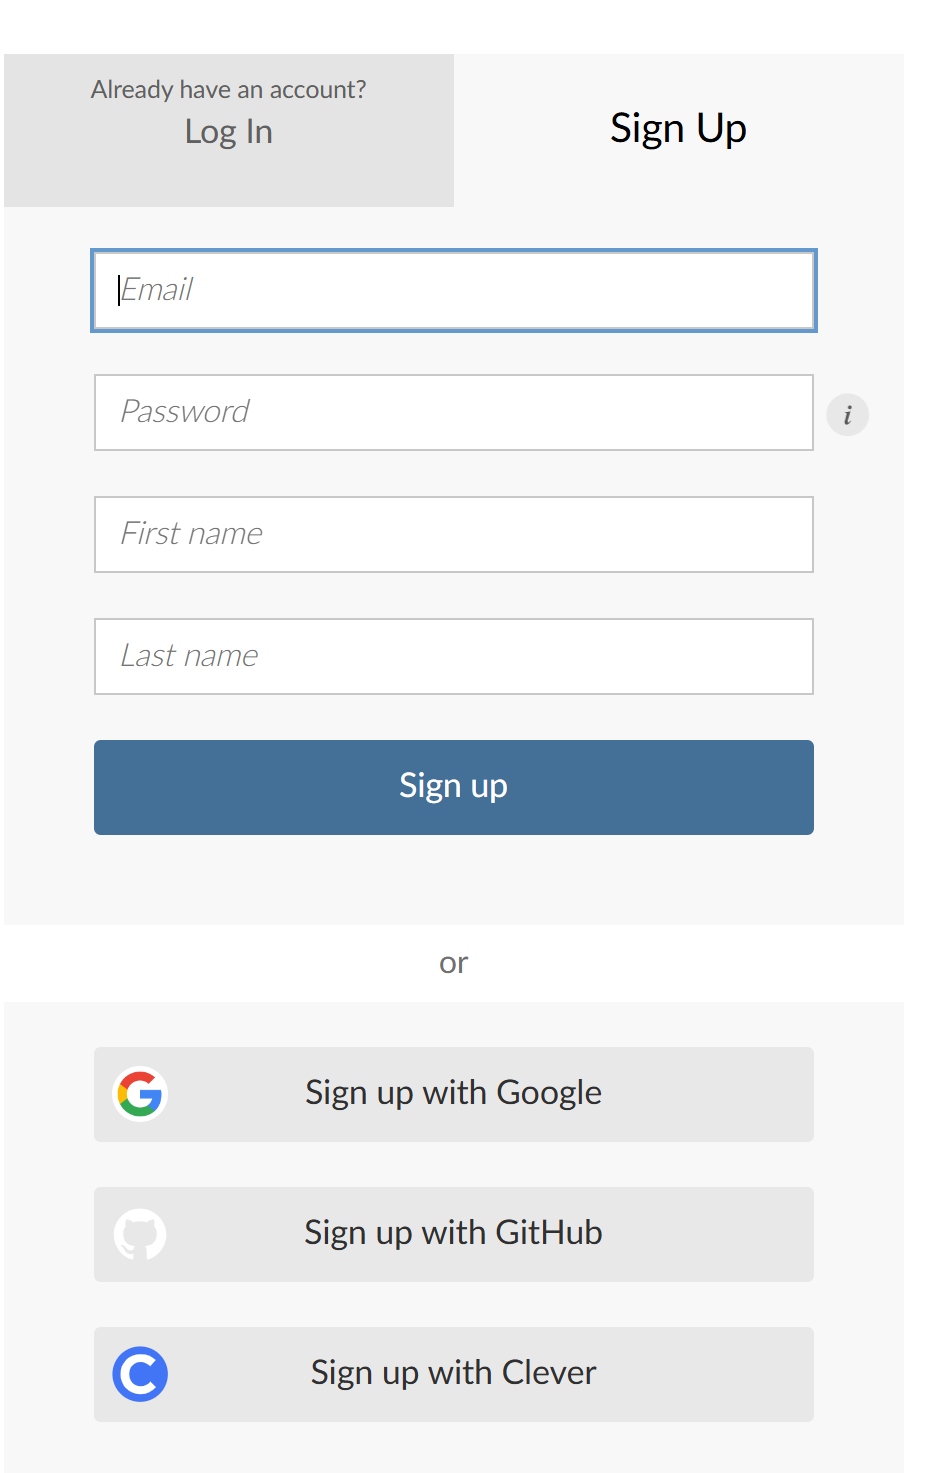 Already have an account?
Log In
Sign Up
Email
Password
i
First name
Last name
Sign up
or
Sign up with Google
Sign up with GitHub
Sign up with Clever